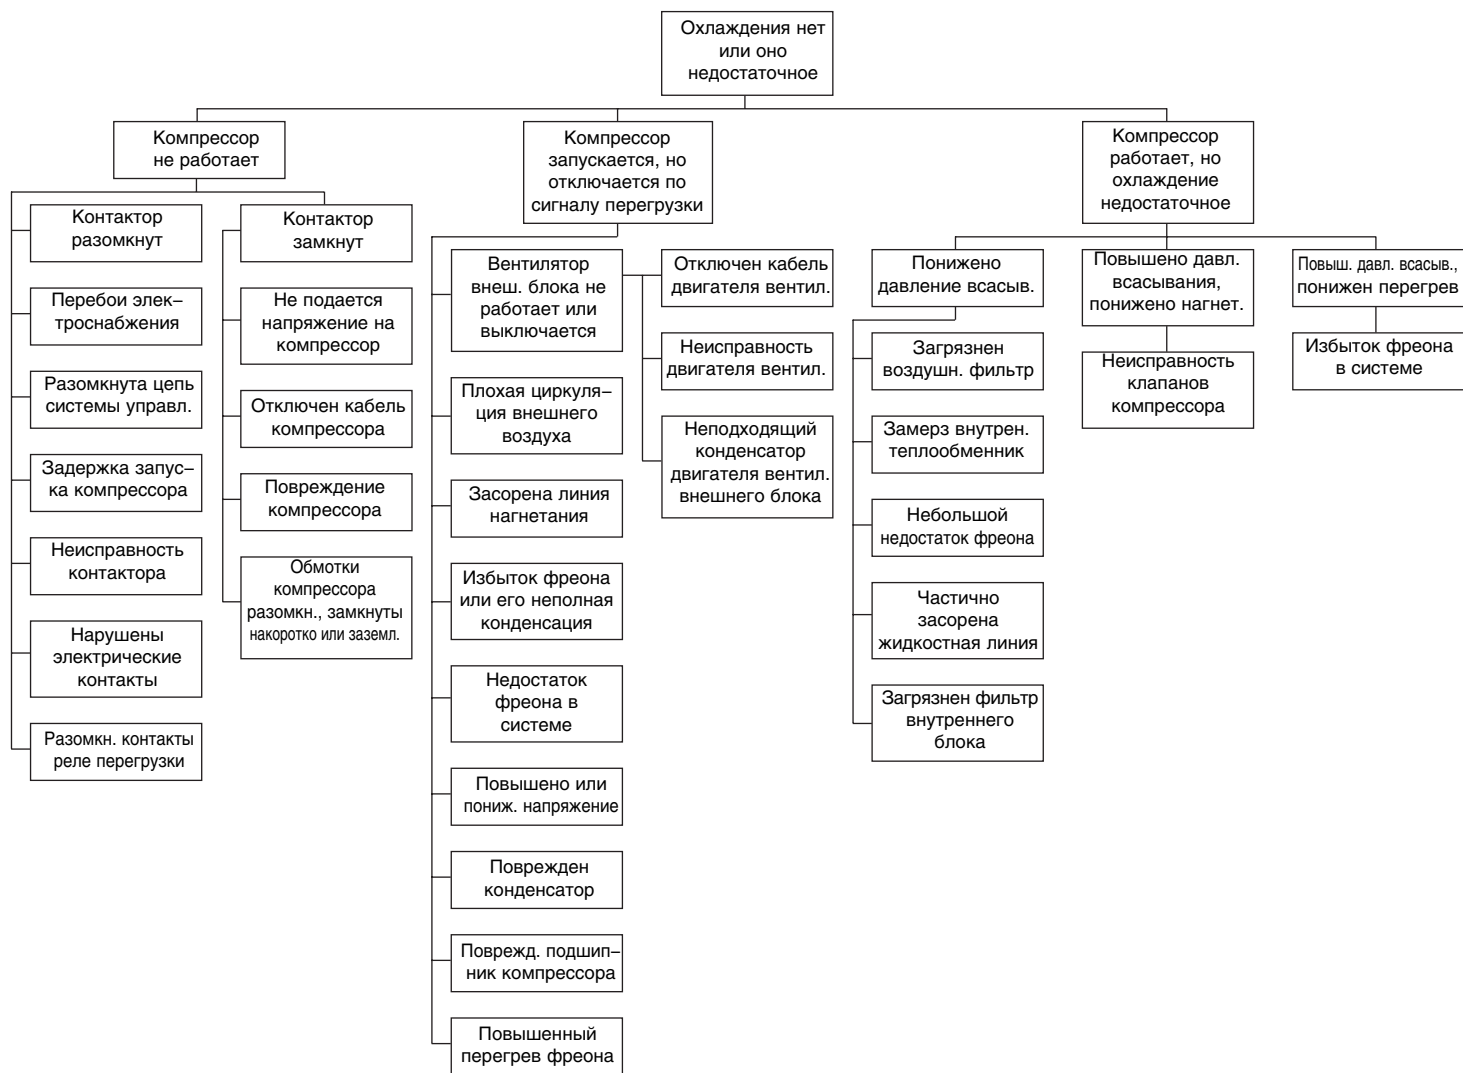 Охлаждения нет
или оно
недостаточное
Компрессор
не работает
Компрессор
запускается, но
отключается по
сигналу перегрузки
Компрессор
работает, но
охлаждение
недостаточное
Контактор
разомкнут
Перебои элек–
троснабжения
Разомкнута цепь
системы управл.
Задержка запус–
ка компрессора
Неисправность
контактора
Нарушены
электрические
контакты
Разомкн. контакты
реле перегрузки
Контактор
замкнут
Не подается
напряжение на
компрессор
Отключен кабель
компрессора
Повреждение
компрессора
Обмотки
компрессора
разомкн., замкнуты
накоротко или заземл.
Вентилятор
внеш. блока не
работает или
выключается
Плохая циркуля–
ция внешнего
воздуха
Засорена линия
нагнетания
Избыток фреона
или его неполная
конденсация
Недостаток
фреона в
системе
Повышено или
пониж. напряжение
Поврежден
конденсатор
Поврежд. подшип–
ник компрессора
Повышенный
перегрев фреона
Отключен кабель
двигателя вентил.
Неисправность
двигателя вентил.
Неподходящий
конденсатор
двигателя вентил.
внешнего блока
Понижено
давление всасыв.
Загрязнен
воздушн. фильтр
Замерз внутрен.
теплообменник
Небольшой
недостаток фреона
Частично
засорена
жидкостная линия
Загрязнен фильтр
внутреннего
блока
Повышено давл.
всасывания,
понижено нагнет.
Неисправность
клапанов
компрессора
Повыш. давл. всасыв.,
понижен перегрев
Избыток фреона
в системе